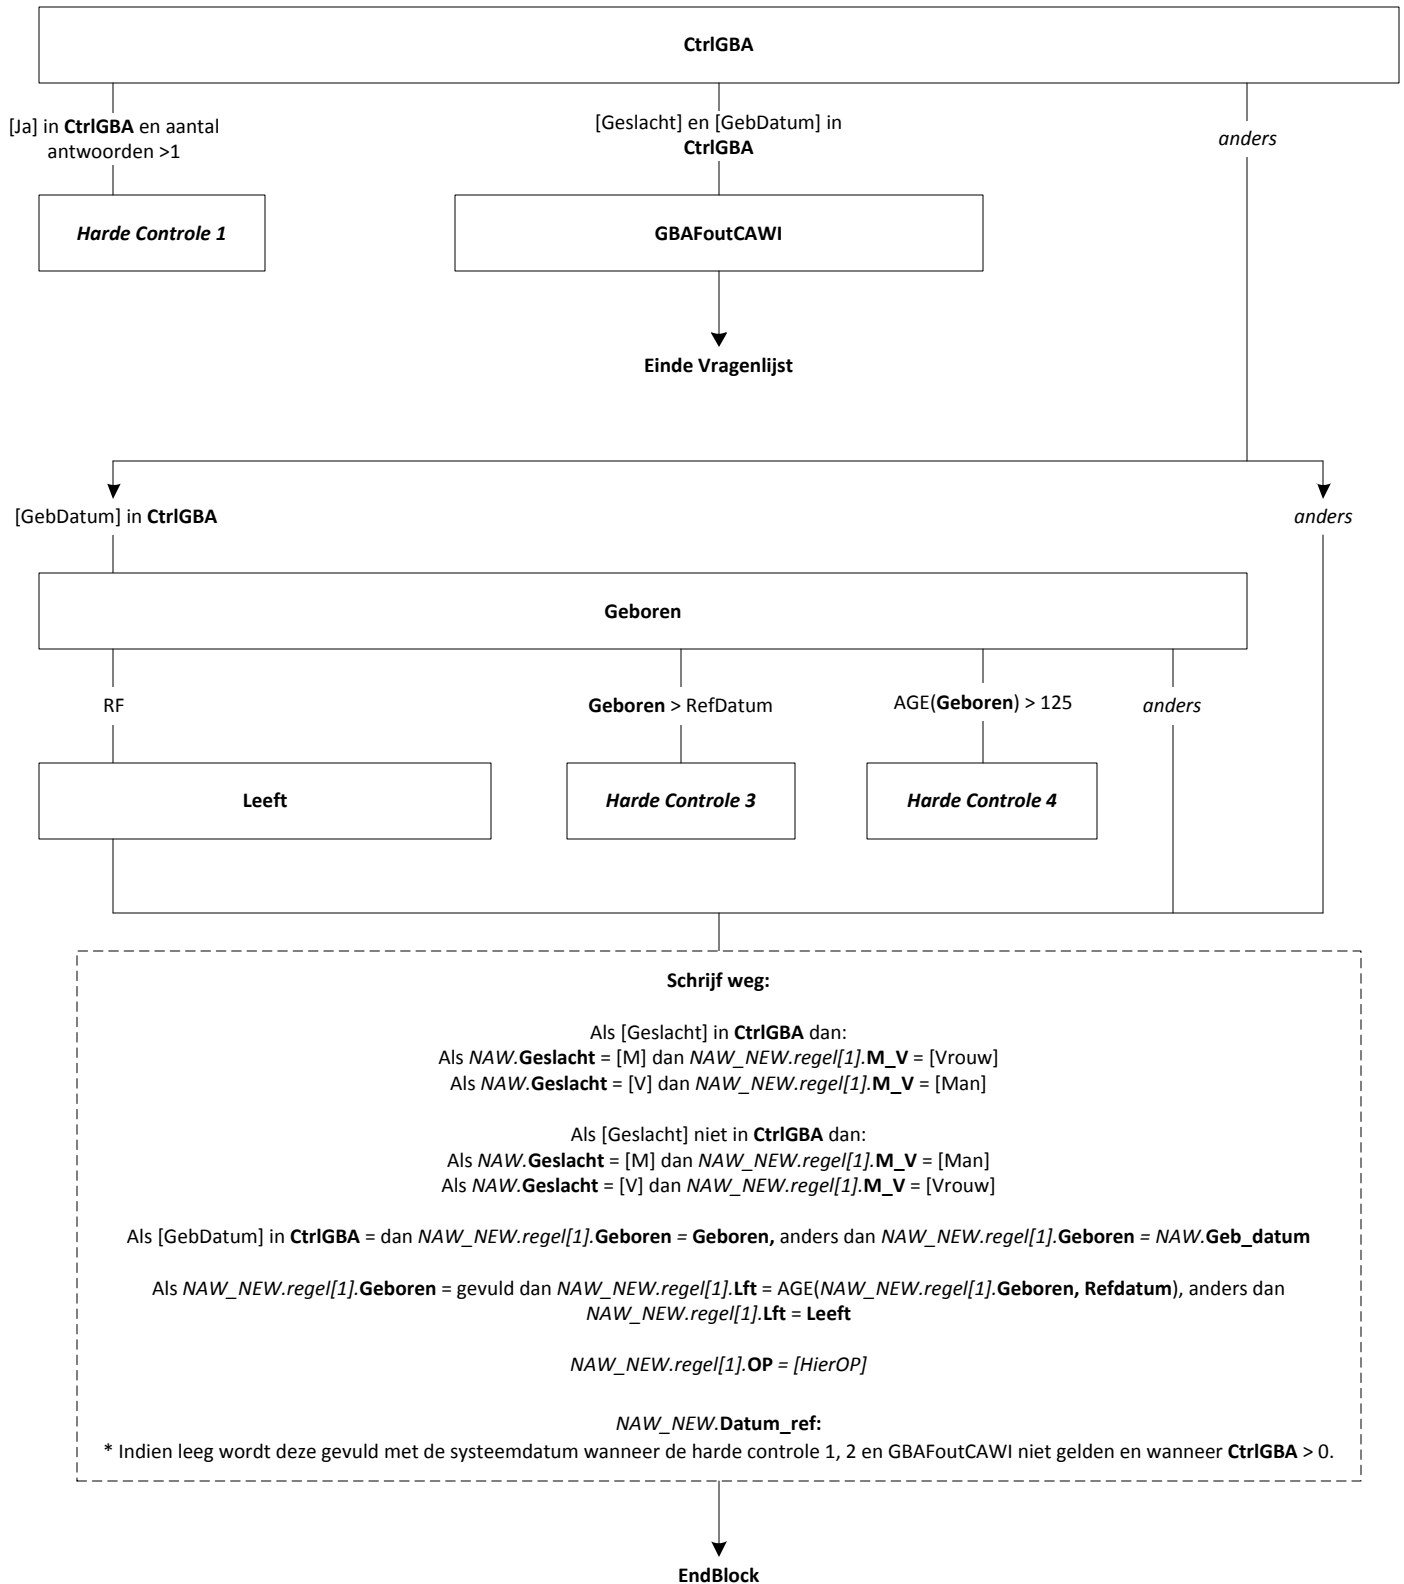 CtrlGBA
[Ja] in CtrlGBA en aantal
antwoorden >1
[Geslacht] en [GebDatum] in
CtrlGBA
anders
Harde Controle 1
GBAFoutCAWI
Einde Vragenlijst
[GebDatum] in CtrlGBA
anders
Geboren
RF
Geboren > RefDatum
AGE(Geboren) > 125
anders
Leeft
Harde Controle 3
Harde Controle 4
Schrijf weg:
Als [Geslacht] in CtrlGBA dan:
Als NAW.Geslacht = [M] dan NAW_NEW.regel[1].M_V = [Vrouw]
Als NAW.Geslacht = [V] dan NAW_NEW.regel[1].M_V = [Man]
Als [Geslacht] niet in CtrlGBA dan:
Als NAW.Geslacht = [M] dan NAW_NEW.regel[1].M_V = [Man]
Als NAW.Geslacht = [V] dan NAW_NEW.regel[1].M_V = [Vrouw]
Als [GebDatum] in CtrlGBA = dan NAW_NEW.regel[1].Geboren = Geboren, anders dan NAW_NEW.regel[1].Geboren = NAW.Geb_datum
Als NAW_NEW.regel[1].Geboren = gevuld dan NAW_NEW.regel[1].Lft = AGE(NAW_NEW.regel[1].Geboren, Refdatum), anders dan
NAW_NEW.regel[1].Lft = Leeft
NAW_NEW.regel[1].OP = [HierOP]
NAW_NEW.Datum_ref:
* Indien leeg wordt deze gevuld met de systeemdatum wanneer de harde controle 1, 2 en GBAFoutCAWI niet gelden en wanneer CtrlGBA > 0.
EndBlock